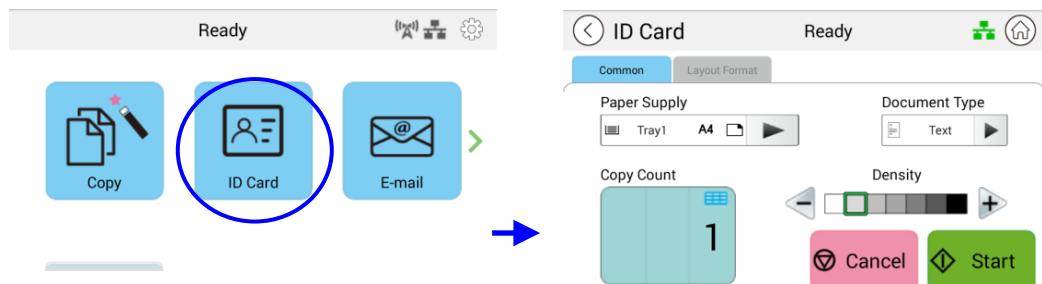 Ready
Copy
ID Card
E-mail
ID Card
Ready
Common
Layout Format
Paper Supply
Document Type
Tray1 A4
Text
Copy Count
Density
1
Cancel
Start